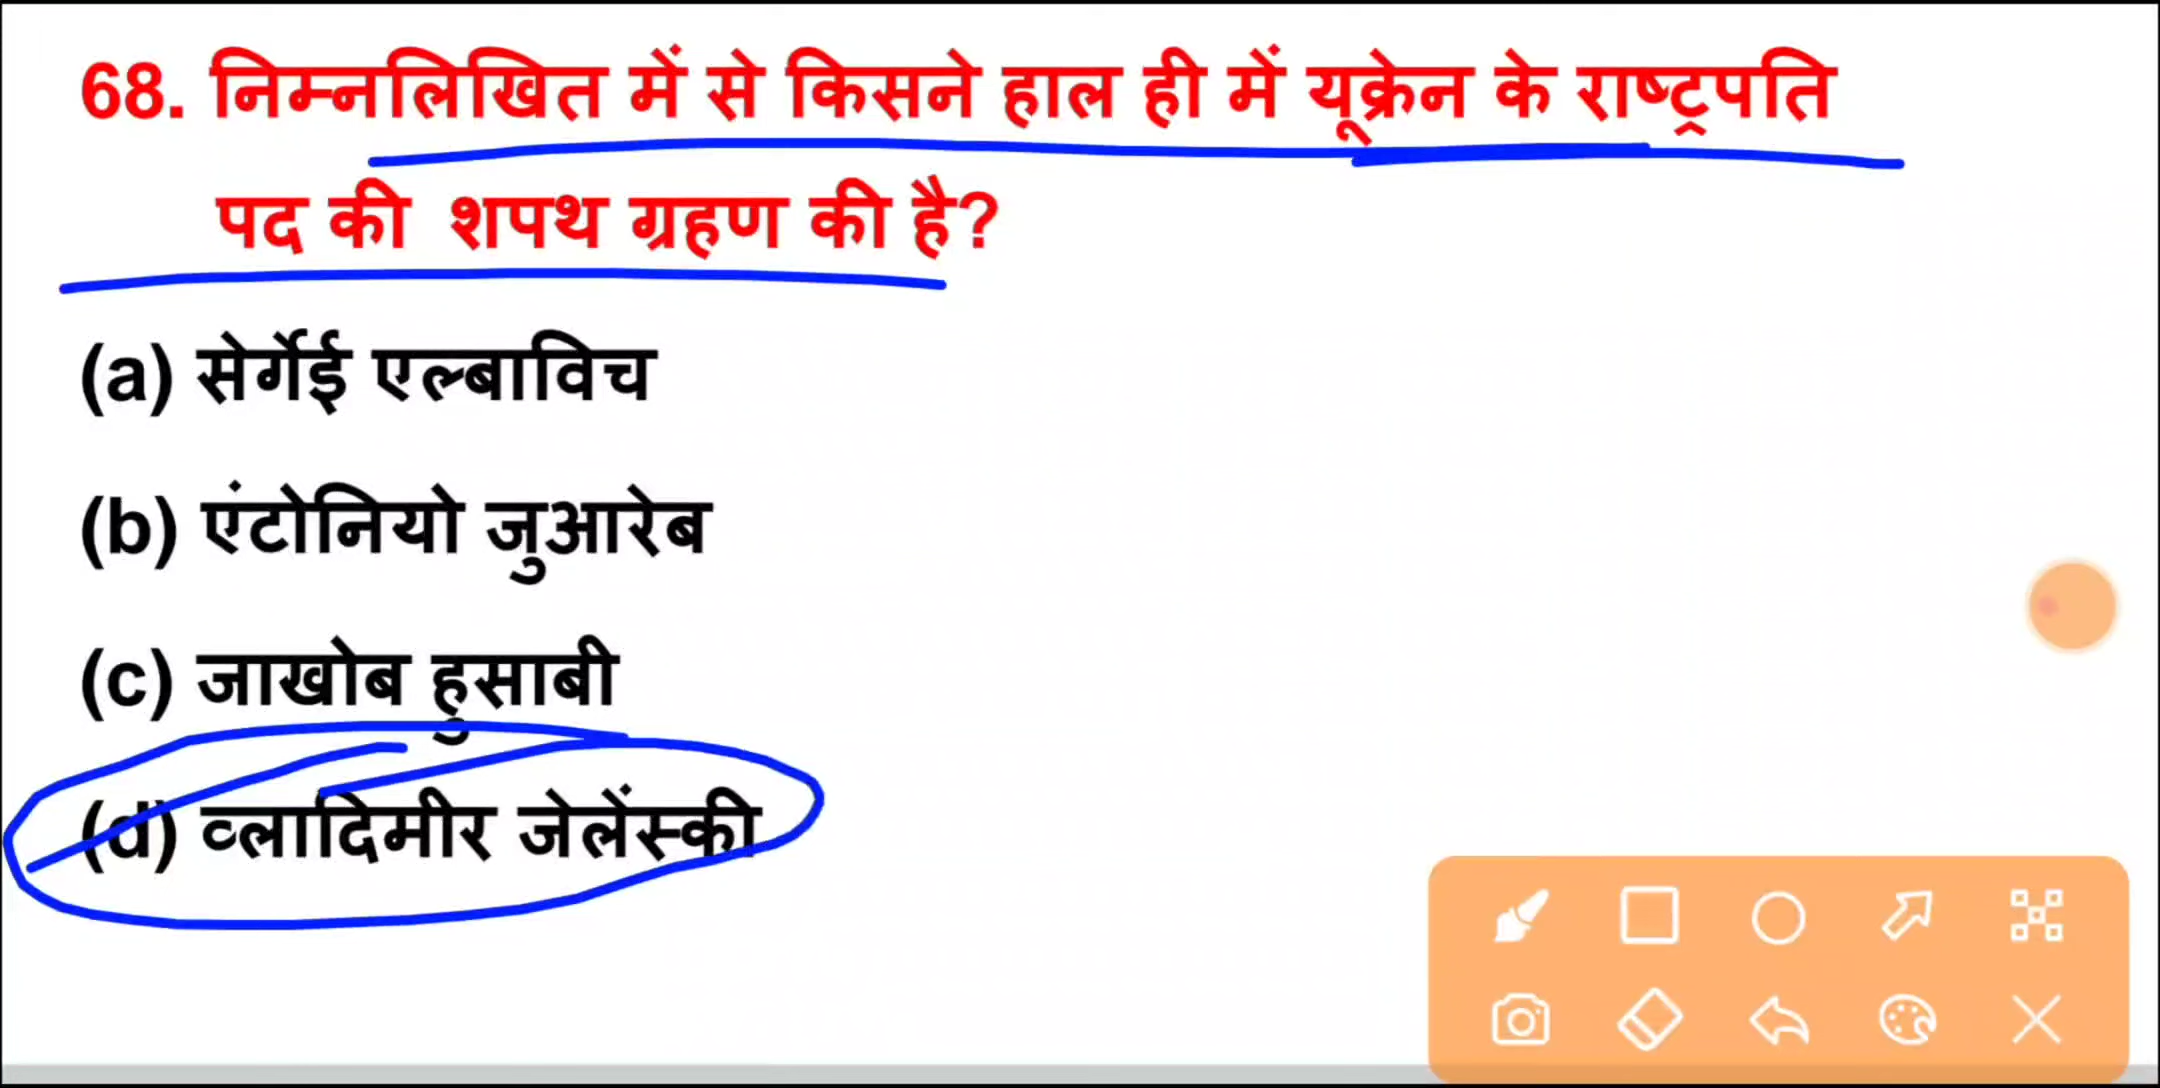 68. निम्नलिखित में से किसने हाल ही में यूक्रेन के राष्ट्रपति
पद की शपथ ग्रहण की है?
(a) सेर्गेई एल्बाविच
(b) एंटोनियो जुआरेब
(c) जाखोब हुसाबी
(d) व्लादिमीर जेलेंस्की